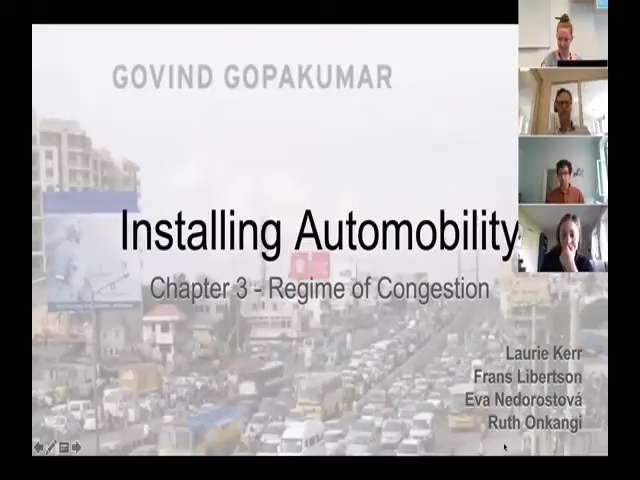 GOVIND GOPAKUMAR
Installing Automobility
Chapter 3 - Regime of Congestion
Laurie Kerr
Frans Libertson
Eva Nedorostová
Ruth Onkangi